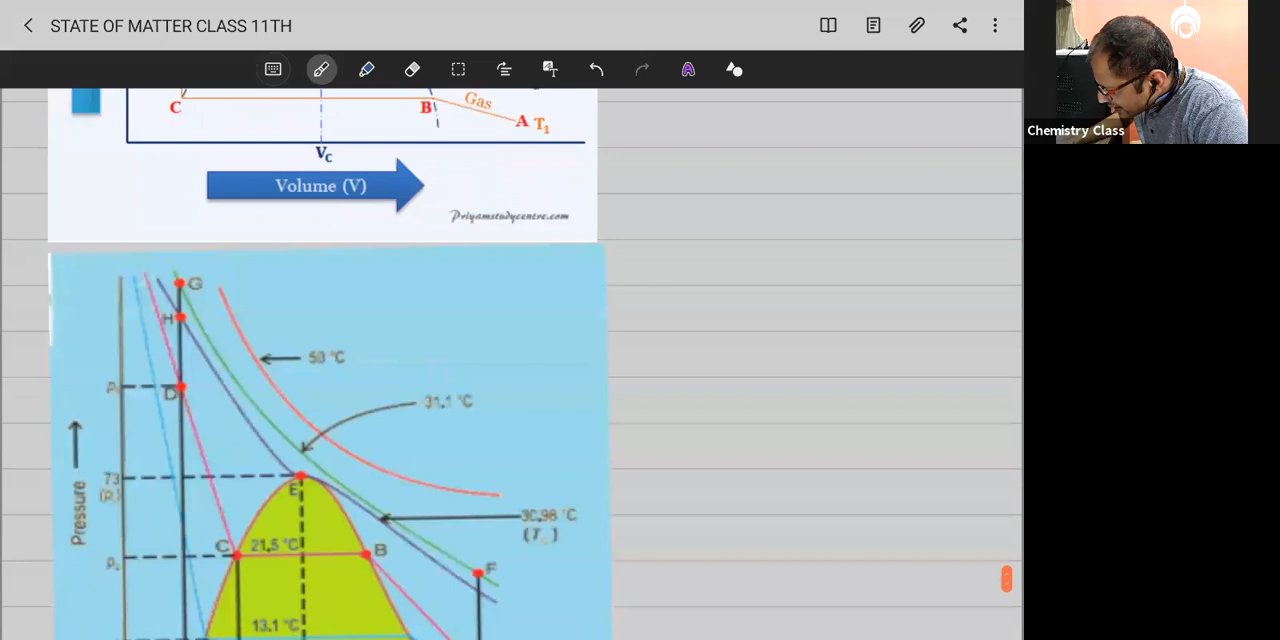 STATE OF MATTER CLASS 11TH
Chemistry Class
C
B
Gas
A T1
VC
Volume (V)
Priyamstudycentre.com
G
H
50 °C
D
31.1 °C
73
E
Pressure
30.98 °C
C
21.5 °C
B
F
13.1 °C